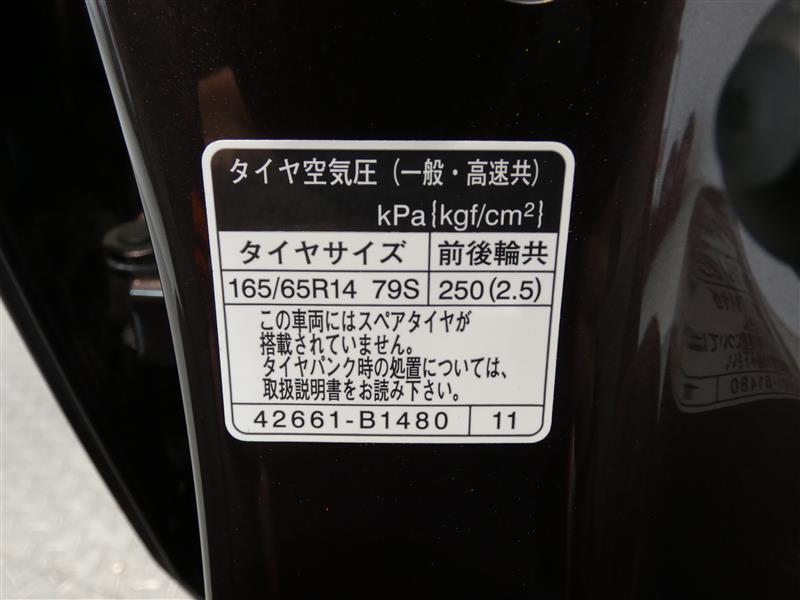 タイヤ空気圧（一般・高速共）
kPa{kgf/cm²}
タイヤサイズ 前後輪共
165/65R14 79S 250(2.5)
この車両にはスペアタイヤが
搭載されていません。
タイヤパンク時の処置については、
取扱説明書をお読み下さい。
42661-B1480 11